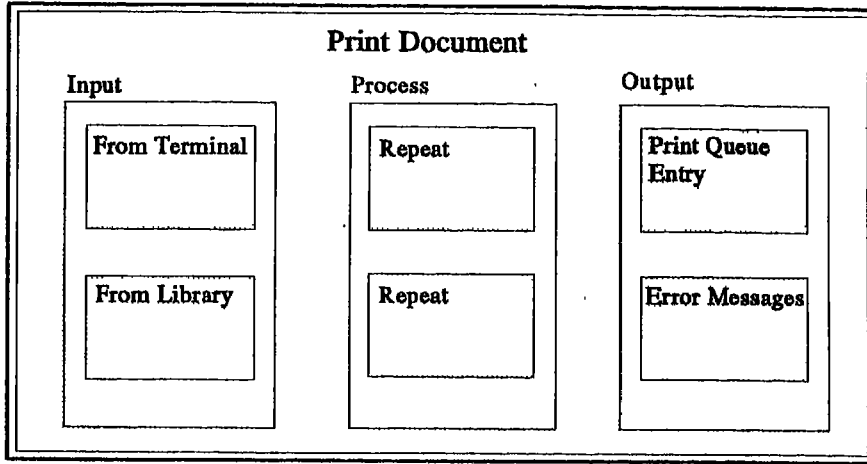 Print Document
Input
From Terminal
From Library
Process
Repeat
Repeat
Output
Print Queue
Entry
Error Messages